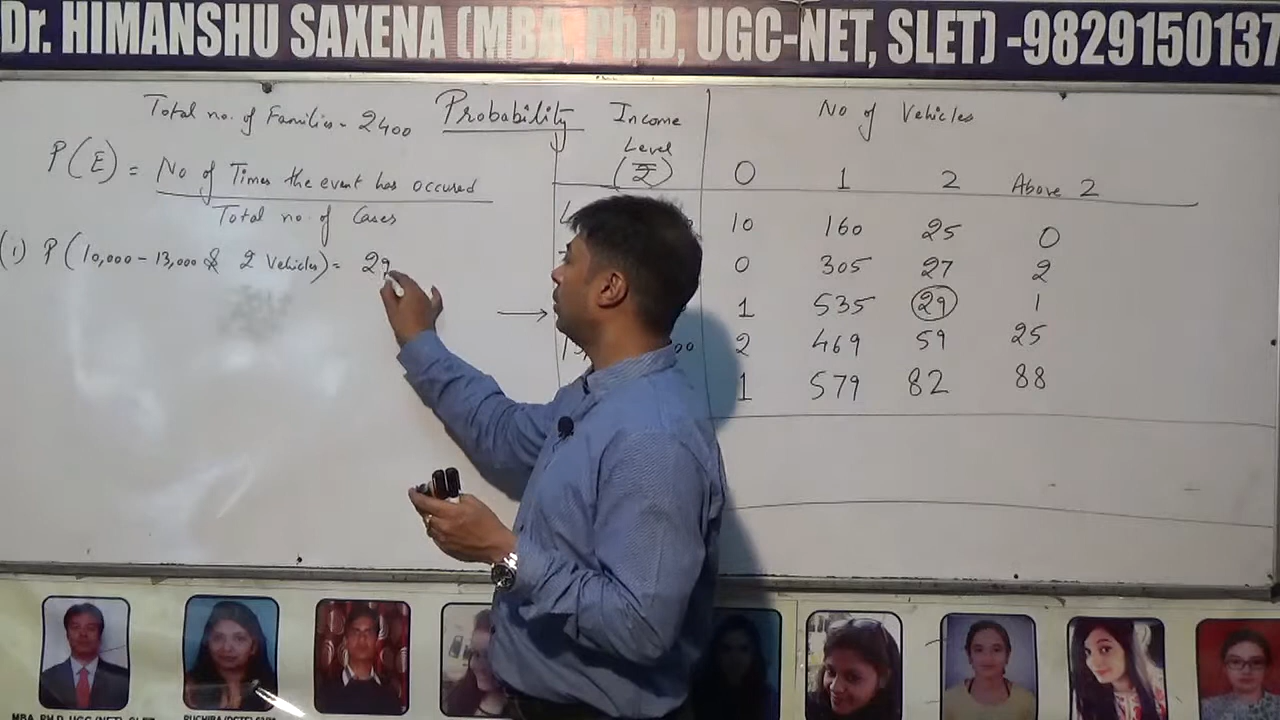 Dr. HIMANSHU SAXENA (MBA, Ph.D, UGC-NET, SLET) -9829150137
Total no. of Families - 2400
Probability
P(E) = No of Times the event has occured
Total no. of Cases
(1) P(10,000 - 13,000 & 2 Vehicles) = 29
Income
Level
(₹)
No of Vehicles
0 1 2 Above 2
10 160 25 0
0 305 27 2
1 535 29 1
2 469 59 25
1 579 82 88